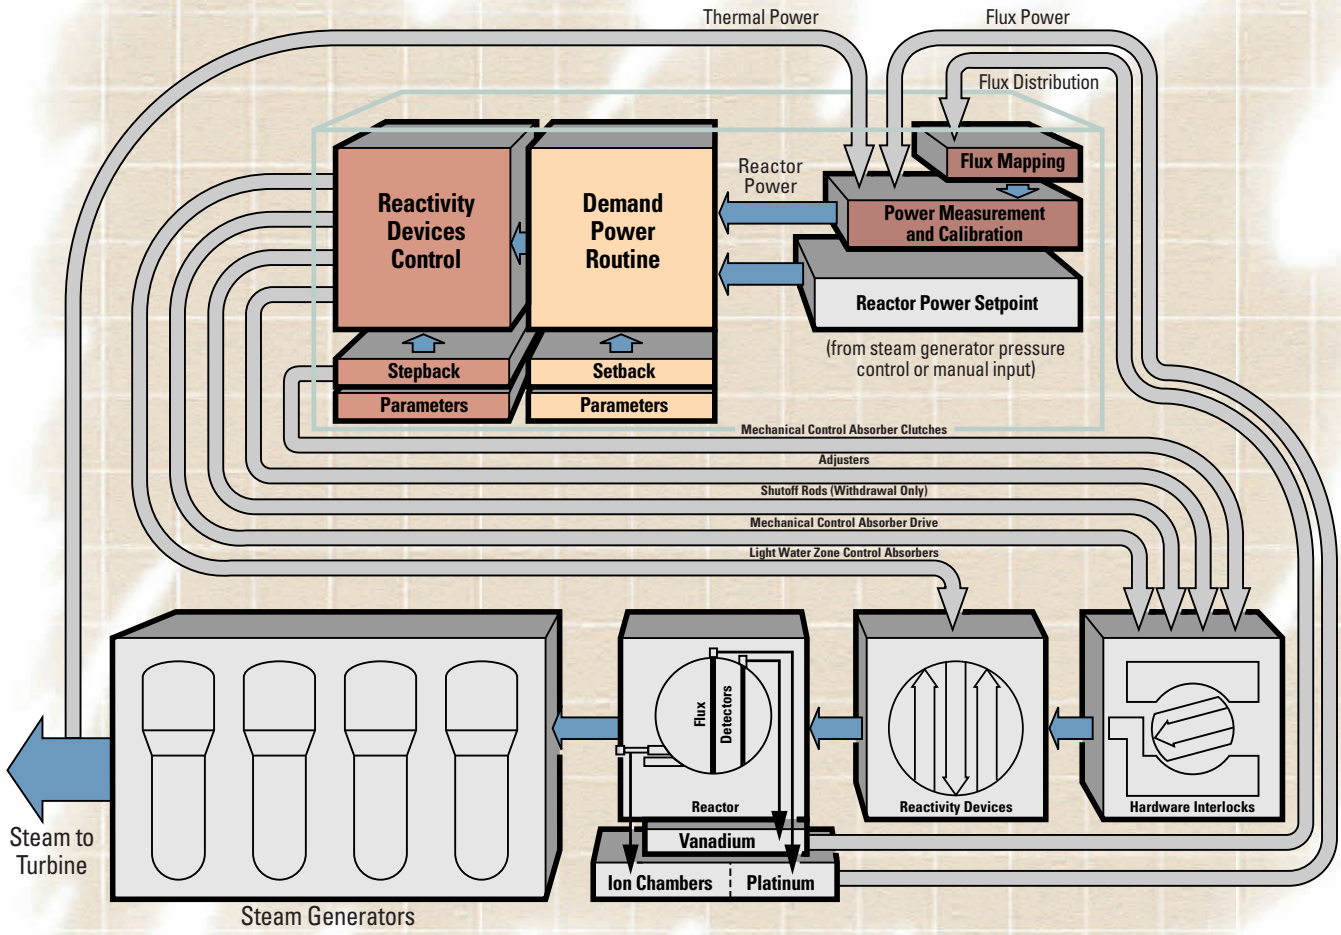 Thermal Power
Flux Power
Flux Distribution
Flux Mapping
Reactor
Power
Power Measurement
and Calibration
Reactor Power Setpoint
(from steam generator pressure
control or manual input)
Reactivity
Devices
Control
Demand
Power
Routine
Stepback
Parameters
Setback
Parameters
Mechanical Control Absorber Clutches
Adjusters
Shutoff Rods (Withdrawal Only)
Mechanical Control Absorber Drive
Light Water Zone Control Absorbers
Steam to
Turbine
Steam Generators
Flux
Detectors
Reactor
Vanadium
Ion Chambers
Platinum
Reactivity Devices
Hardware Interlocks